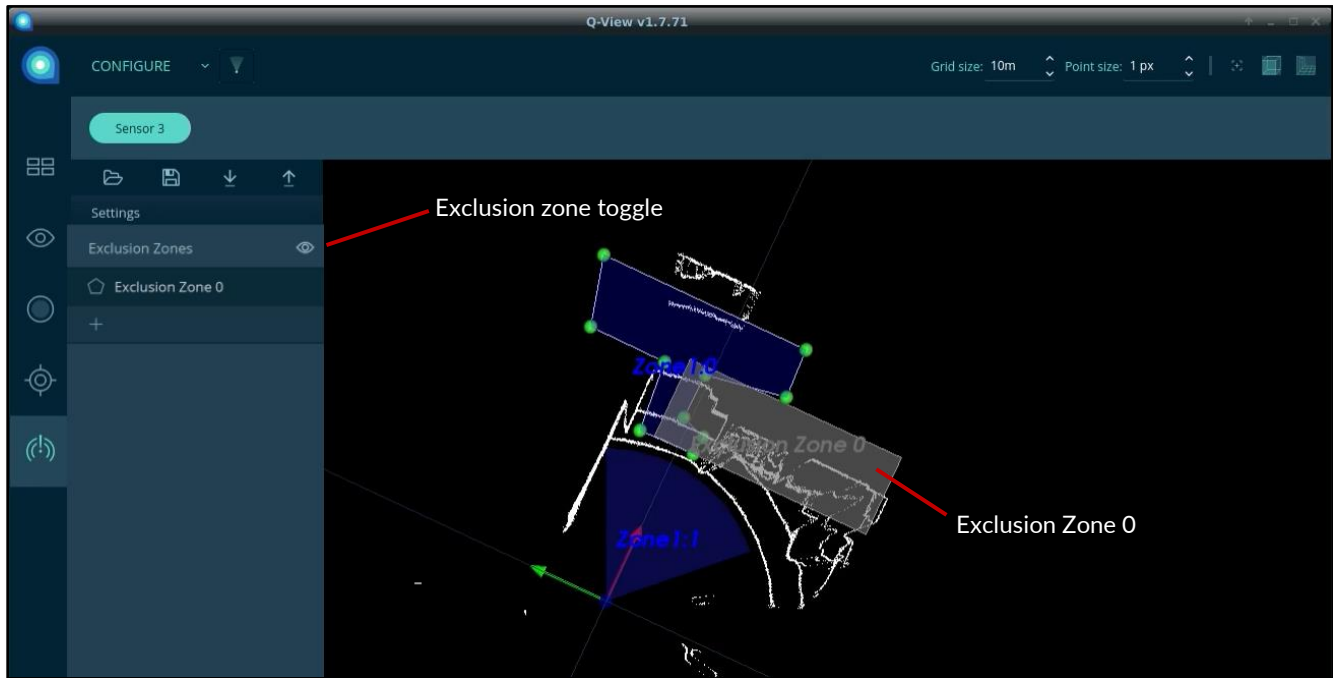 Q-View v1.7.71
CONFIGURE
Grid size: 10m
Point size: 1 px
Sensor 3
Settings
Exclusion Zones
Exclusion Zone 0
+
Exclusion zone toggle
Zone1:0
Exclusion Zone 0
Exclusion Zone 0
Zone1:1